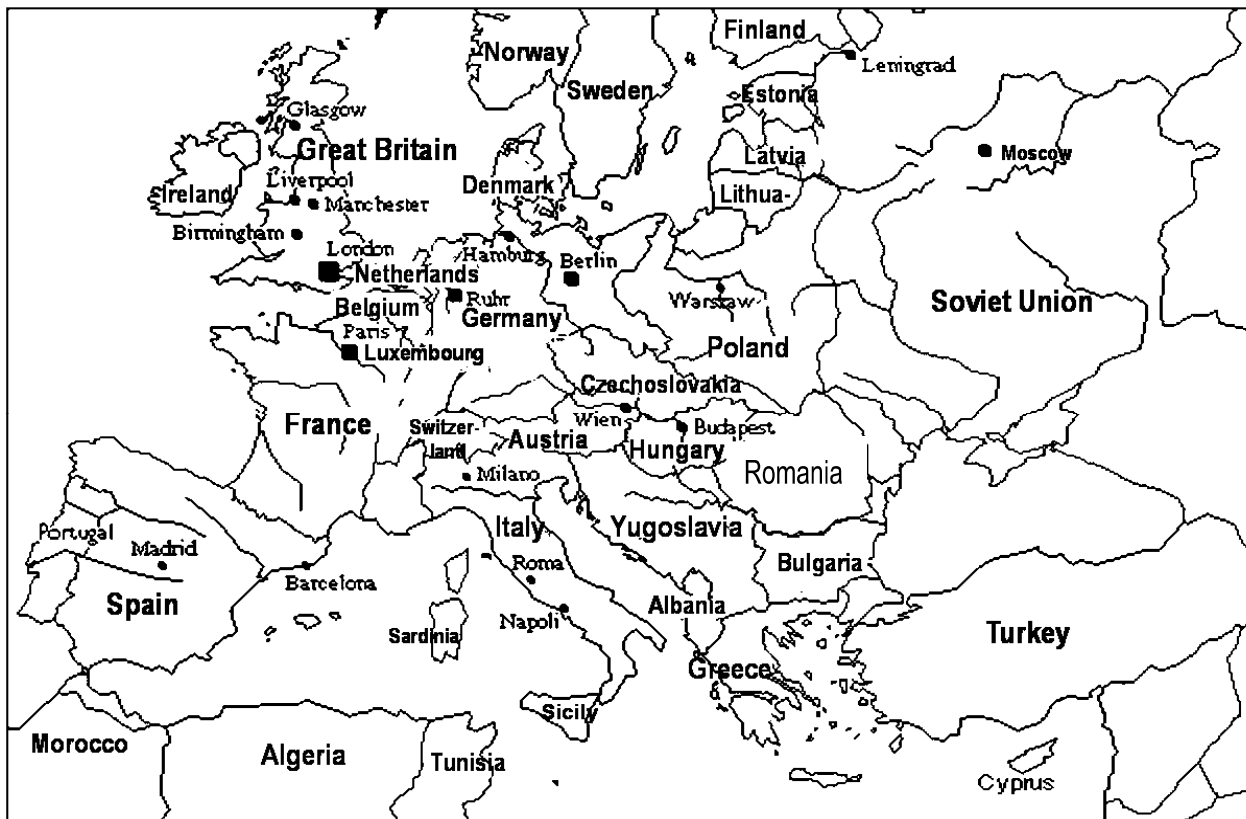 Norway
Finland
Leningrad
Sweden
Estonia
Glasgow
Great Britain
Latvia
Moscow
Ireland
Liverpool
Denmark
Lithua-
Manchester
Birmingham
London
Hamburg
Berlin
Netherlands
Belgium
Ruhr
Warstaw
Soviet Union
Germany
Paris
Luxembourg
Poland
Czechoslovakia
France
Switzer-
land
Wien
Austria
Budapest
Hungary
Milano
Romania
Portugal
Italy
Yugoslavia
Madrid
Barcelona
Roma
Bulgaria
Spain
Napoli
Albania
Sardinia
Turkey
Greece
Sicily
Morocco
Algeria
Tunisia
Cyprus